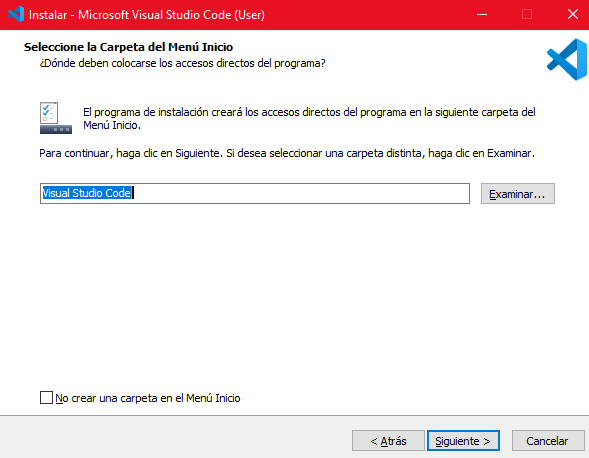 Instalar - Microsoft Visual Studio Code (User)
Seleccione la Carpeta del Menú Inicio
¿Dónde deben colocarse los accesos directos del programa?
El programa de instalación creará los accesos directos del programa en la siguiente carpeta del
Menú Inicio.
Para continuar, haga clic en Siguiente. Si desea seleccionar una carpeta distinta, haga clic en Examinar.
Visual Studio Code
Examinar...
No crear una carpeta en el Menú Inicio
< Atrás
Siguiente >
Cancelar